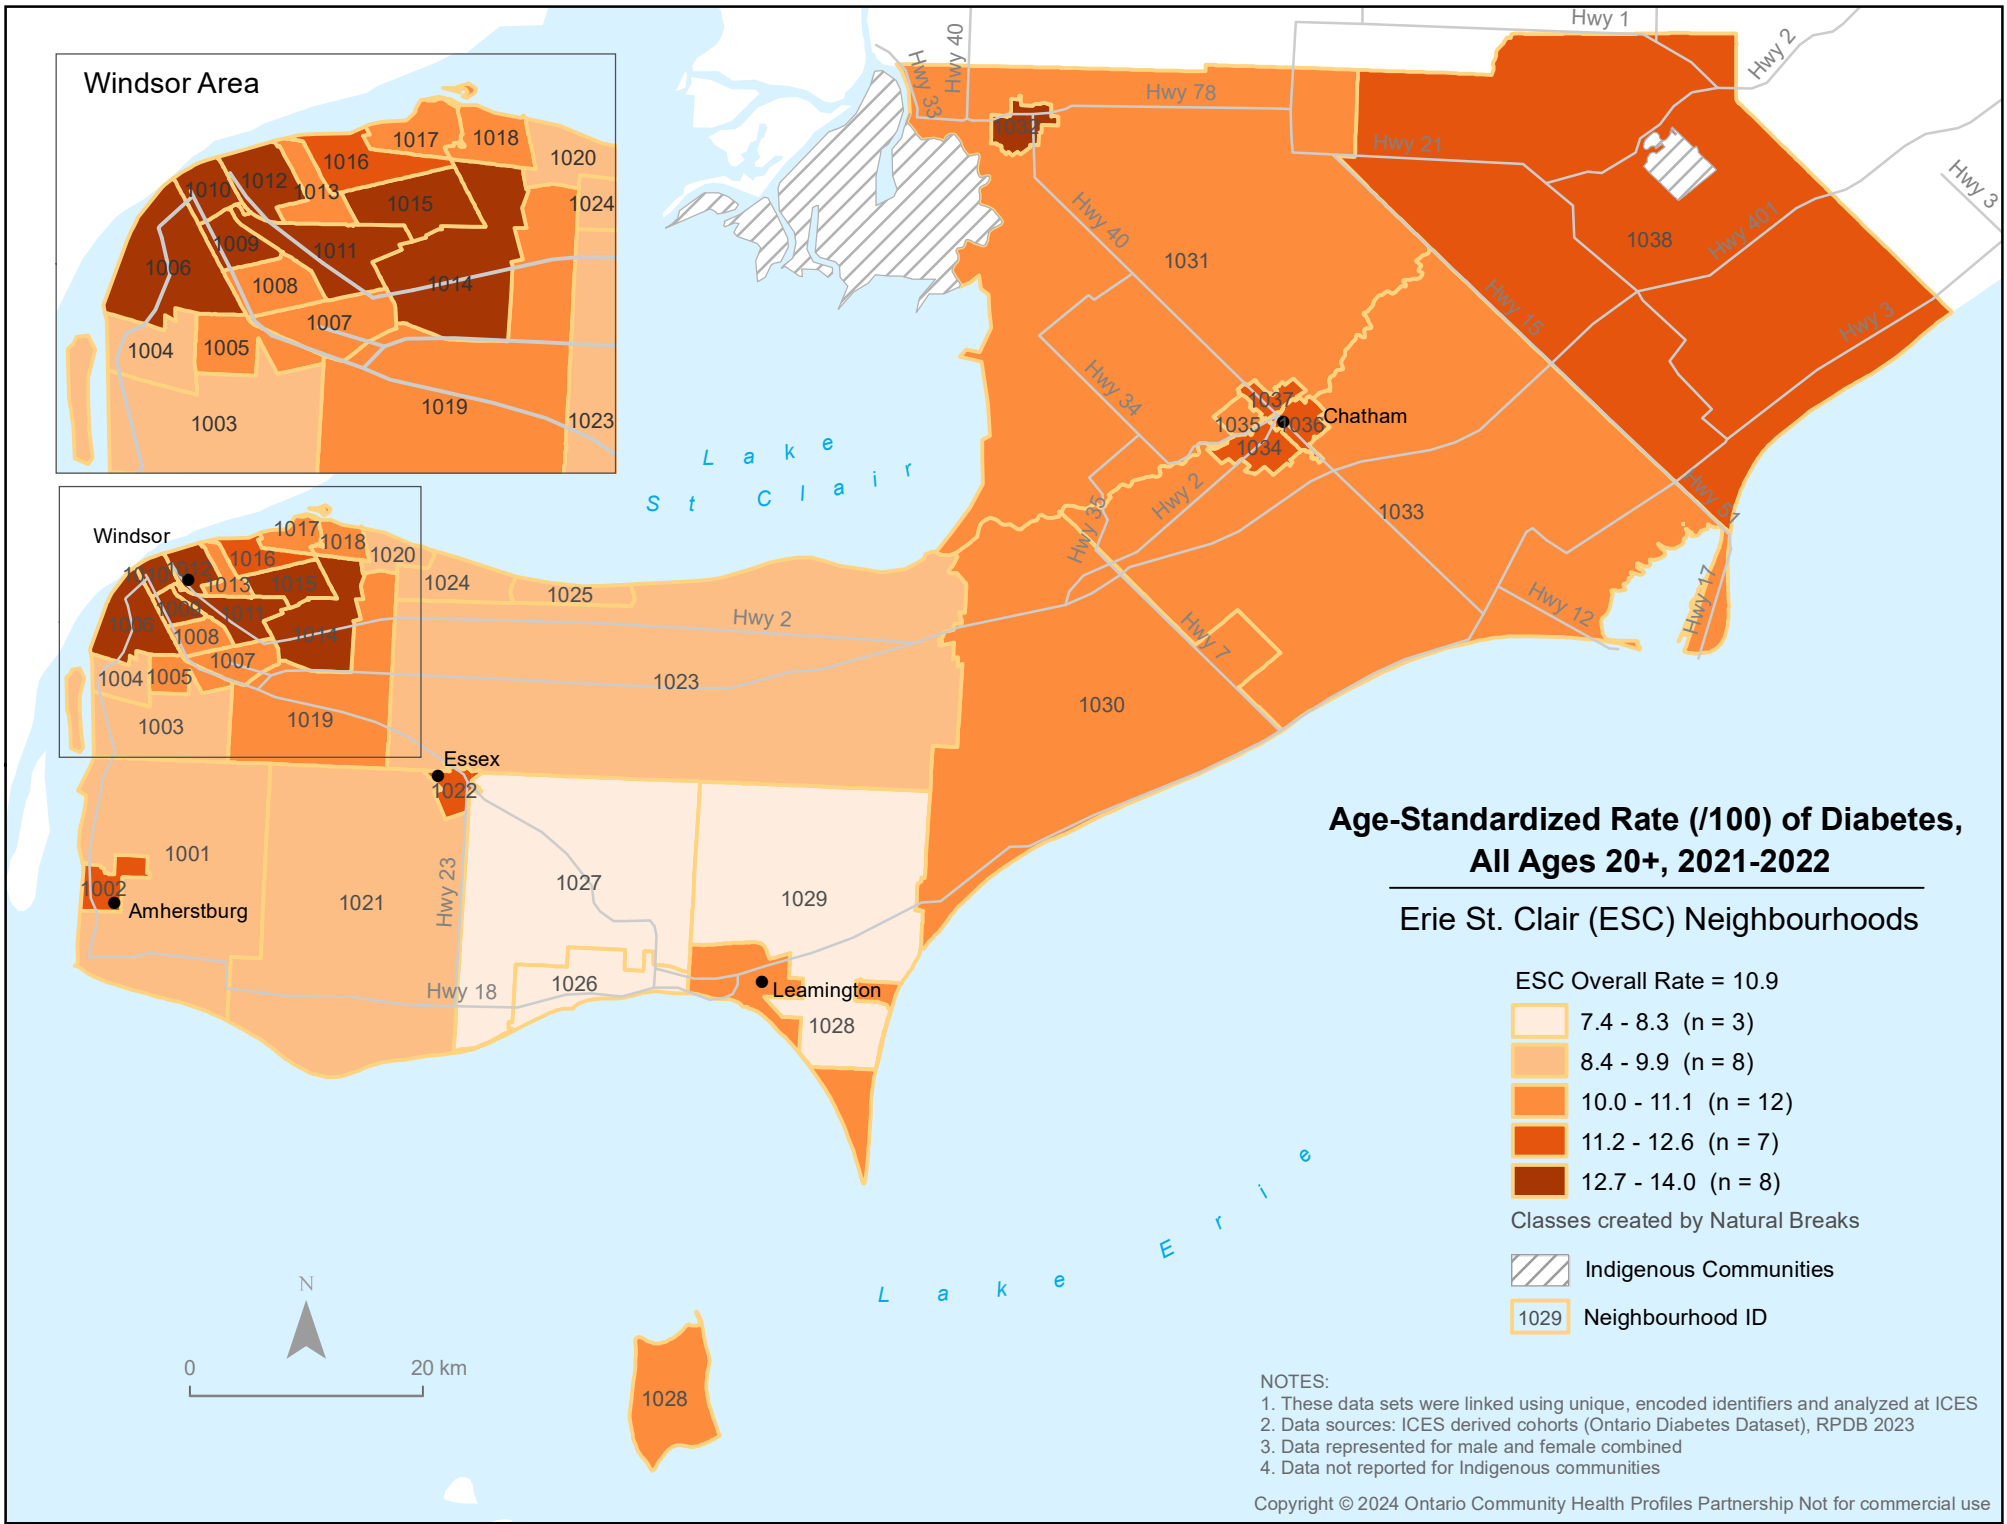 Windsor Area
1017
1018
1016
1020
1012
1010
1013
1024
1015
1009
1011
1006
1008
1014
1007
1004
1005
1019
1003
1023
Hwy 1
Hwy 2
Hwy 40
Hwy 33
Hwy 78
1032
Hwy 21
Hwy 3
Hwy 40
1038
Hwy 401
1031
Hwy 15
Hwy 3
Hwy 34
1037
1035
1036
Chatham
1034
Lake
St Clair
Hwy 2
Hwy 35
1033
Hwy 51
Windsor
1017
1018
1016
1020
1012
1010
1013
1015
1024
1025
1009
1011
1006
1008
1014
Hwy 2
Hwy 12
Hwy 17
Hwy 7
1007
1004
1005
1023
1003
1019
1030
Essex
1022
1001
1002
Amherstburg
1021
Hwy 23
1027
1029
Hwy 18
1026
Leamington
1028
Lake Erie
1028
N
0 20 km
Age-Standardized Rate (/100) of Diabetes,
All Ages 20+, 2021-2022
Erie St. Clair (ESC) Neighbourhoods
ESC Overall Rate = 10.9
7.4 - 8.3 (n = 3)
8.4 - 9.9 (n = 8)
10.0 - 11.1 (n = 12)
11.2 - 12.6 (n = 7)
12.7 - 14.0 (n = 8)
Classes created by Natural Breaks
Indigenous Communities
1029 Neighbourhood ID
NOTES:
1. These data sets were linked using unique, encoded identifiers and analyzed at ICES
2. Data sources: ICES derived cohorts (Ontario Diabetes Dataset), RPDB 2023
3. Data represented for male and female combined
4. Data not reported for Indigenous communities
Copyright © 2024 Ontario Community Health Profiles Partnership Not for commercial use